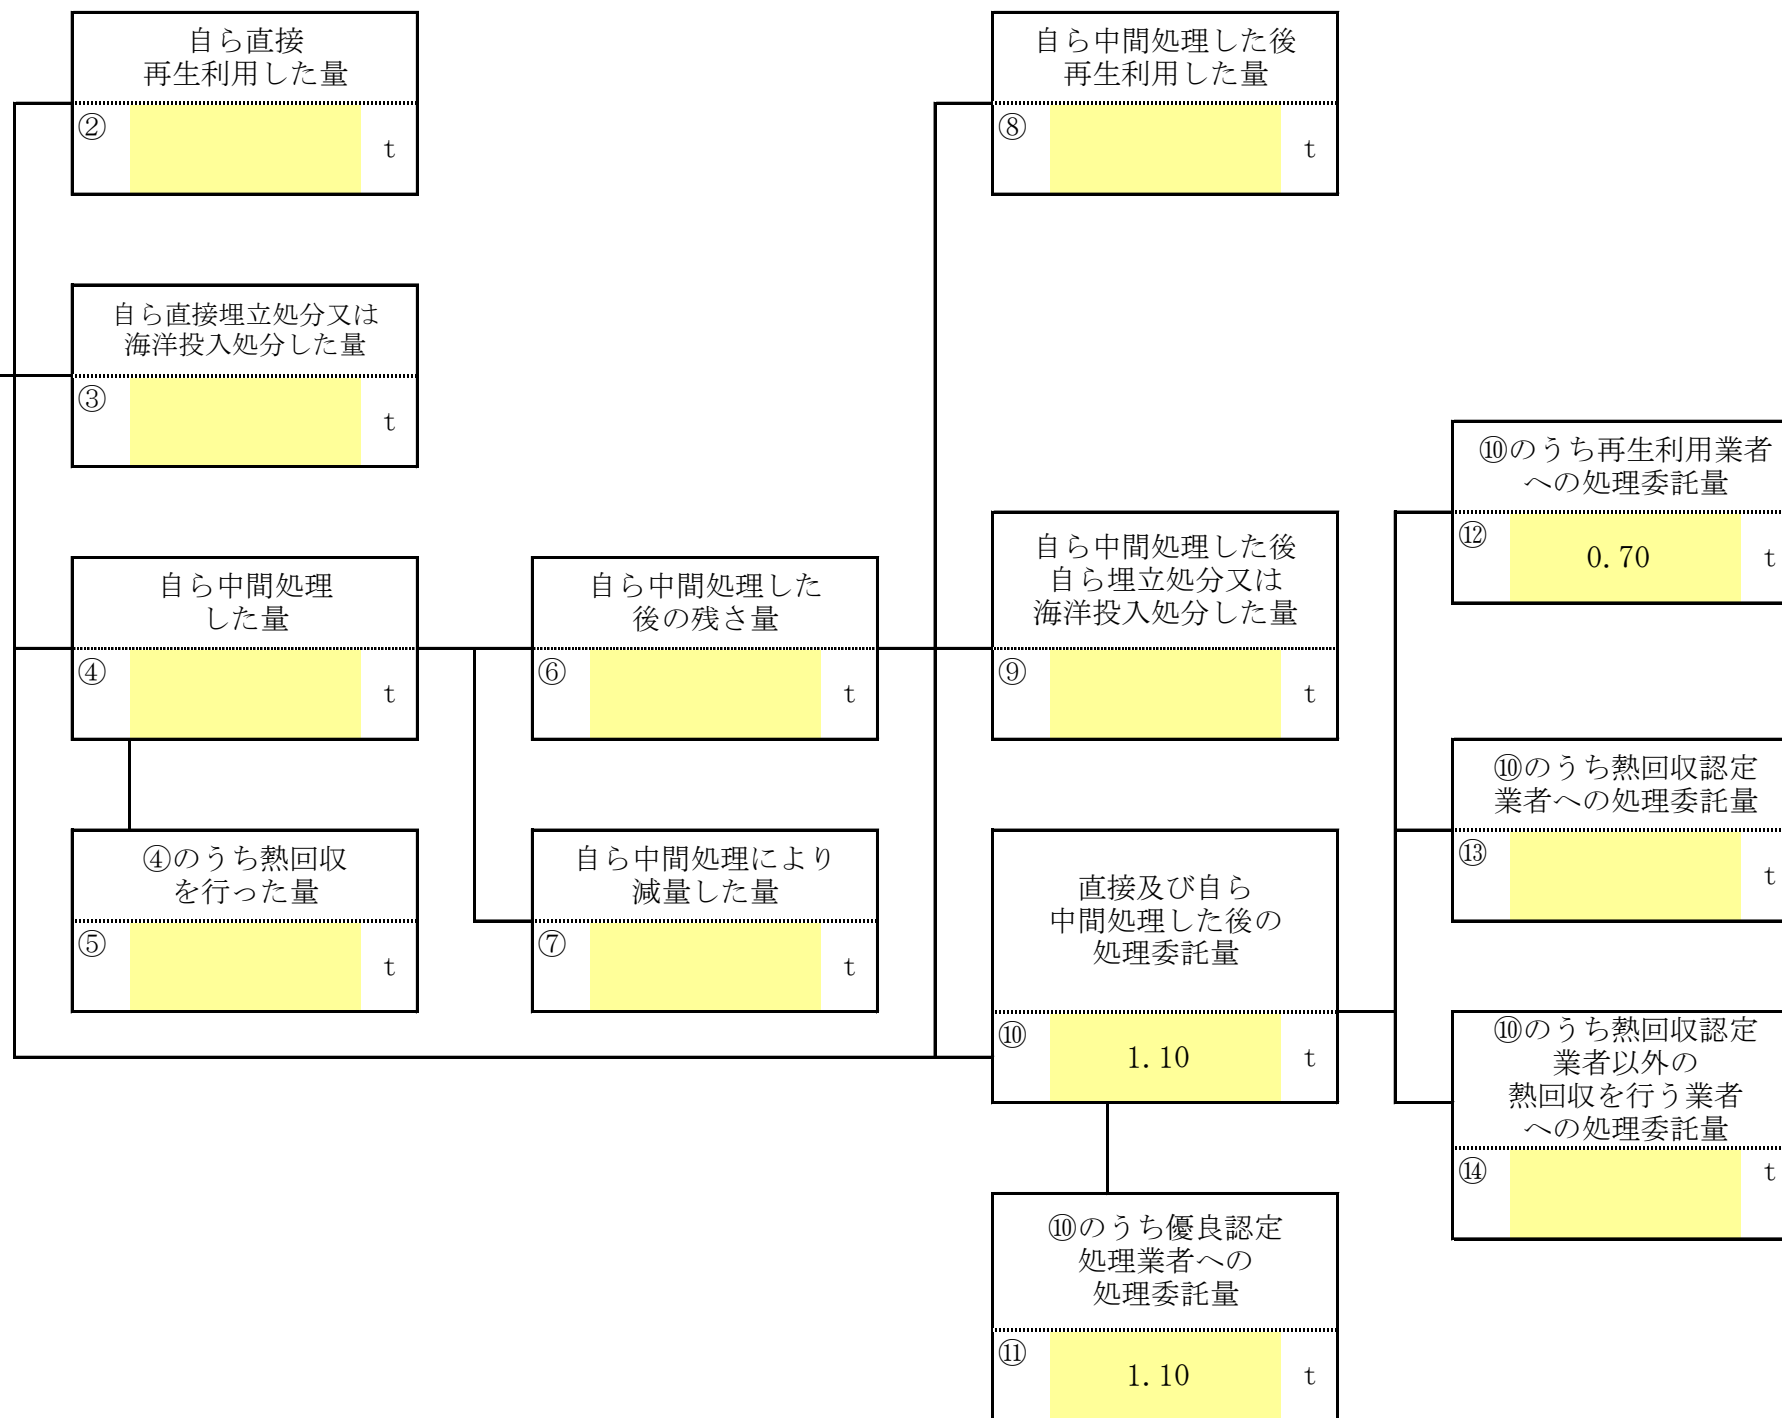 自ら直接
再生利用した量
②
t
自ら直接埋立処分又は
海洋投入処分した量
③
t
自ら中間処理
した量
④
t
④のうち熱回収
を行った量
⑤
t
自ら中間処理した
後の残さ量
⑥
t
自ら中間処理により
減量した量
⑦
t
自ら中間処理した後
再生利用した量
⑧
t
自ら中間処理した後
自ら埋立処分又は
海洋投入処分した量
⑨
t
直接及び自ら
中間処理した後の
処理委託量
⑩ 1.10 t
⑩のうち優良認定
処理業者への
処理委託量
⑪ 1.10 t
⑩のうち再生利用業者
への処理委託量
⑫ 0.70 t
⑩のうち熱回収認定
業者への処理委託量
⑬
t
⑩のうち熱回収認定
業者以外の
熱回収を行う業者
への処理委託量
⑭
t